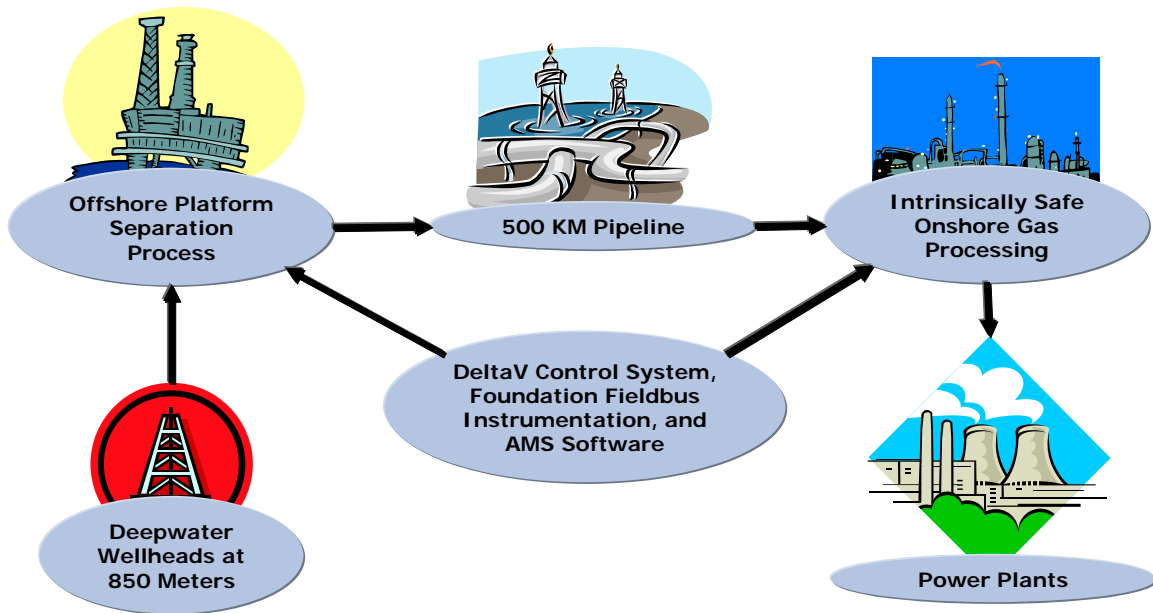 Offshore Platform
Separation
Process
500 KM Pipeline
Intrinsically Safe
Onshore Gas
Processing
DeltaV Control System,
Foundation Fieldbus
Instrumentation, and
AMS Software
Deepwater
Wellheads at
850 Meters
Power Plants